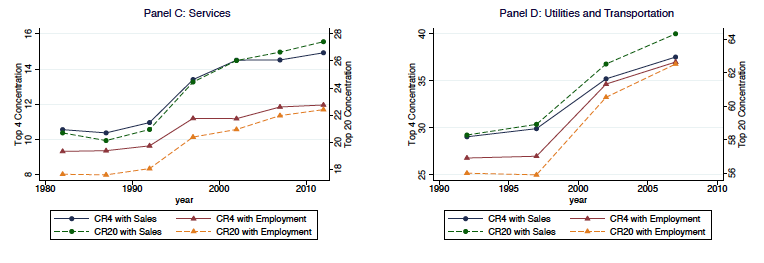 Panel C: Services
Top 4 Concentration
8 10 12 14 16
Top 20 Concentration
18 20 22 24 26 28
1980 1990 2000 2010
year
CR4 with Sales CR4 with Employment
CR20 with Sales CR20 with Employment
Panel D: Utilities and Transportation
Top 4 Concentration
25 30 35 40
Top 20 Concentration
56 58 60 62 64
1990 1995 2000 2005 2010
year
CR4 with Sales CR4 with Employment
CR20 with Sales CR20 with Employment